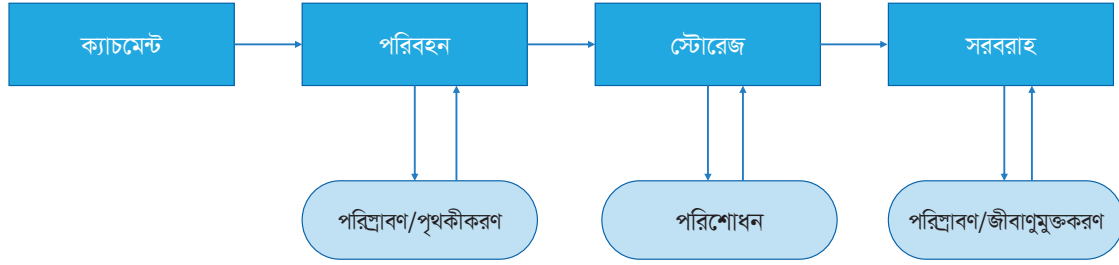 ক্যাচমেন্ট
পরিবহন
স্টোরেজ
সরবরাহ
পরিস্রাবণ/পৃথকীকরণ
পরিশোধন
পরিস্রাবণ/জীবাণুমুক্তকরণ